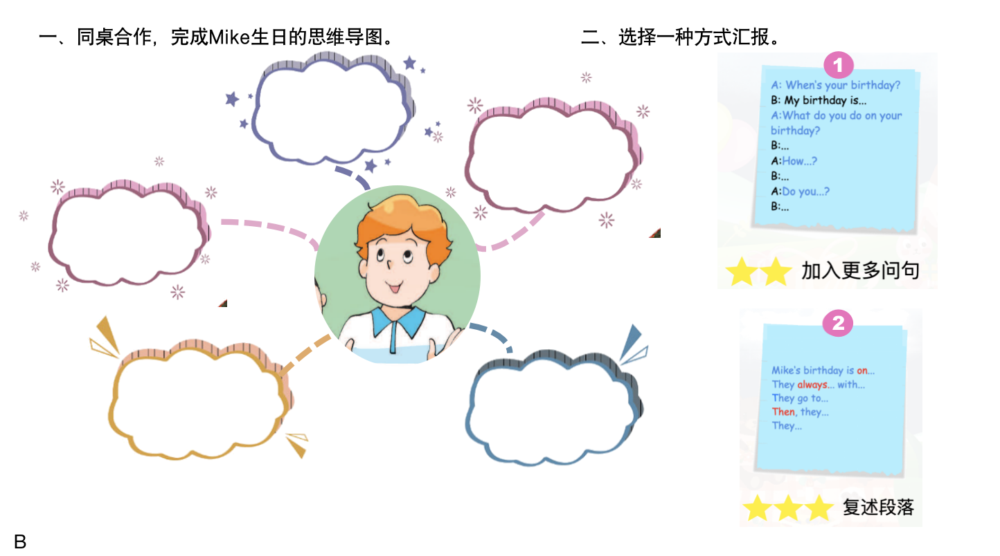 一、同桌合作，完成Mike生日的思维导图。
二、选择一种方式汇报。
1
A: When's your birthday?
B: My birthday is...
A:What do you do on your
birthday?
B:...
A:How...?
B:...
A:Do you...?
B:...
加入更多问句
2
Mike's birthday is on...
They always... with...
They go to...
Then, they...
They...
复述段落
B